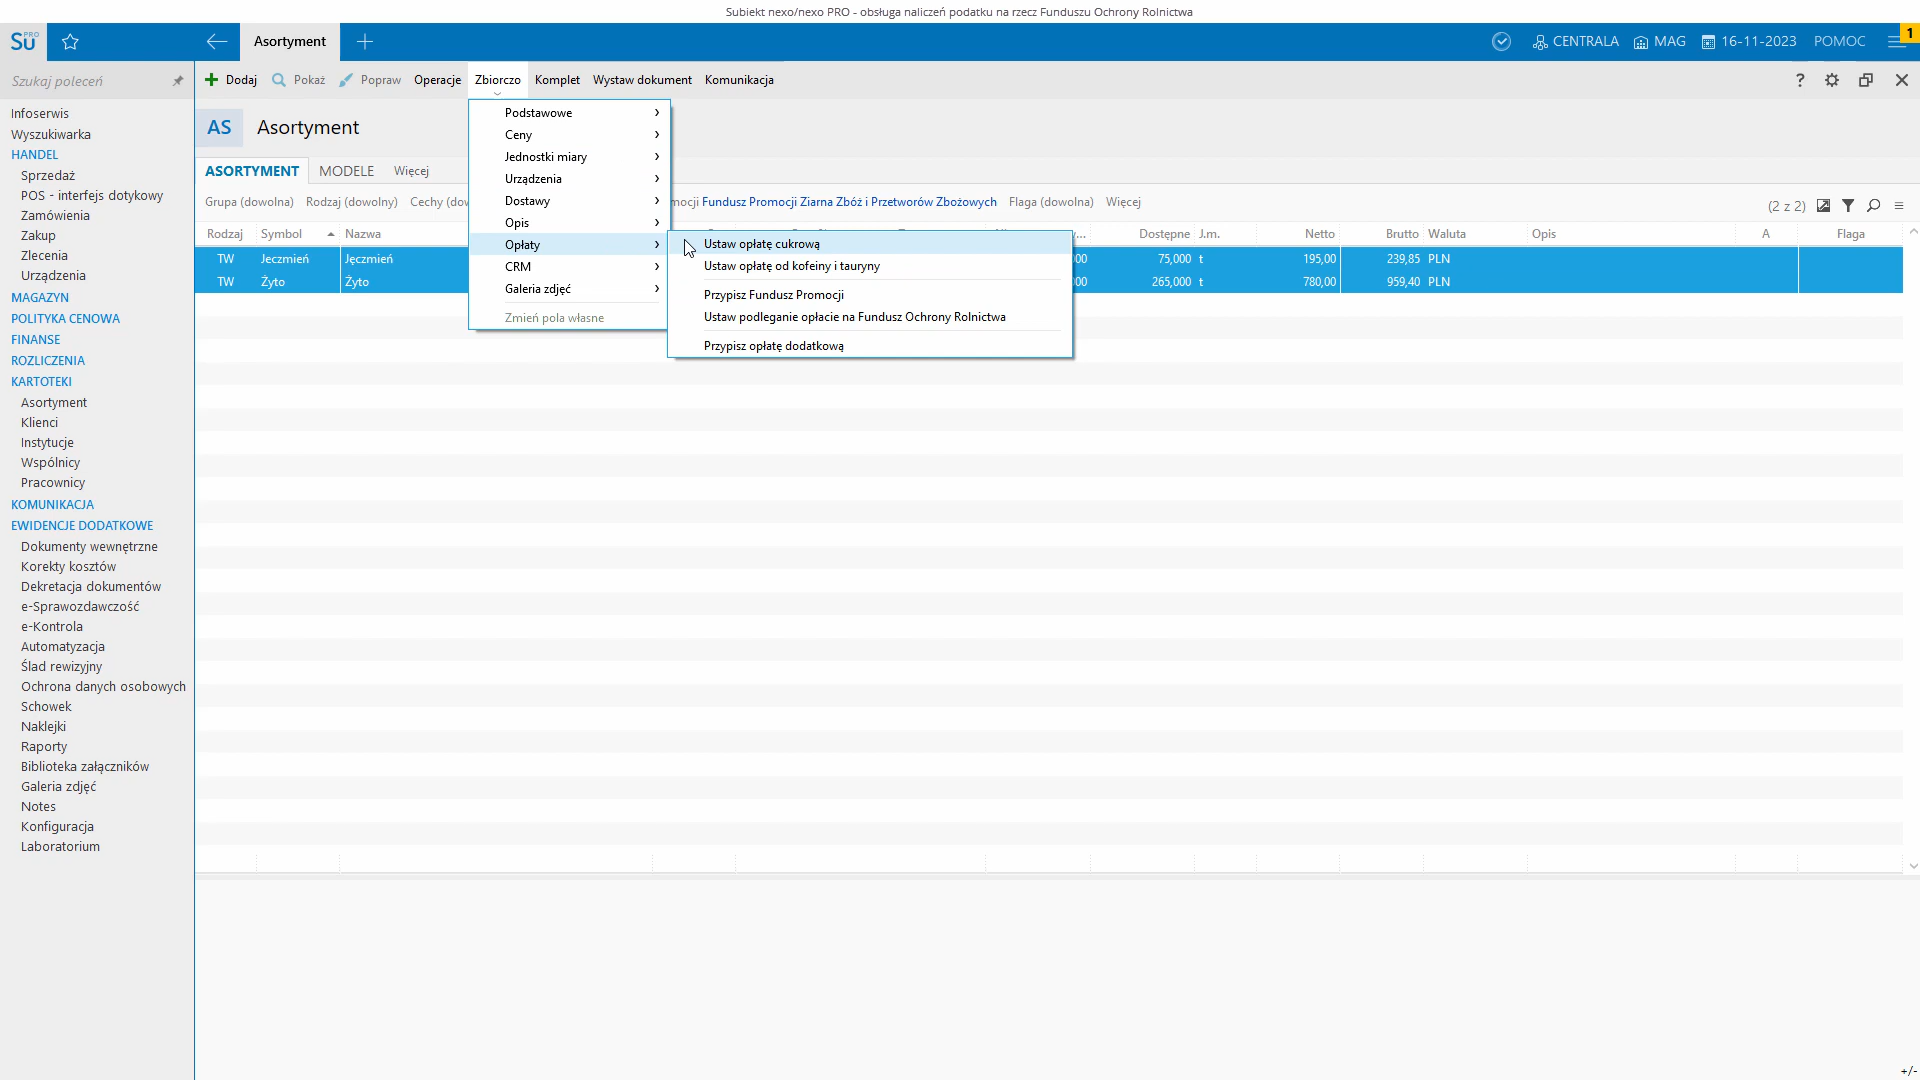 Subiekt nexo/nexo PRO - obsługa naliczeń podatku na rzecz Funduszu Ochrony Rolnictwa
Su PRO
Asortyment
CENTRALA MAG 16-11-2023 POMOC 1
Szukaj poleceń
Dodaj Pokaż Popraw Operacje Zbiorczo Komplet Wystaw dokument Komunikacja ?
AS Asortyment
ASORTYMENT MODELE Więcej
Grupa (dowolna) Rodzaj (dowolny) Cechy (dow mocji Fundusz Promocji Ziarna Zbóż i Przetworów Zbożowych Flaga (dowolna) Więcej (2 z 2)
Rodzaj Symbol Nazwa Dostępne J.m. Netto Brutto Waluta Opis A Flaga
TW Jeczmień Jęczmień 00 75,000 t 195,00 239,85 PLN
TW Żyto Żyto 00 265,000 t 780,00 959,40 PLN
Podstawowe
Ceny
Jednostki miary
Urządzenia
Dostawy
Opis
Opłaty
CRM
Galeria zdjęć
Zmień pola własne
Ustaw opłatę cukrową
Ustaw opłatę od kofeiny i tauryny
Przypisz Fundusz Promocji
Ustaw podleganie opłacie na Fundusz Ochrony Rolnictwa
Przypisz opłatę dodatkową
Infoserwis
Wyszukiwarka
HANDEL
Sprzedaż
POS - interfejs dotykowy
Zamówienia
Zakup
Zlecenia
Urządzenia
MAGAZYN
POLITYKA CENOWA
FINANSE
ROZLICZENIA
KARTOTEKI
Asortyment
Klienci
Instytucje
Wspólnicy
Pracownicy
KOMUNIKACJA
EWIDENCJE DODATKOWE
Dokumenty wewnętrzne
Korekty kosztów
Dekretacja dokumentów
e-Sprawozdawczość
e-Kontrola
Automatyzacja
Ślad rewizyjny
Ochrona danych osobowych
Schowek
Naklejki
Raporty
Biblioteka załączników
Galeria zdjęć
Notes
Konfiguracja
Laboratorium
+/-